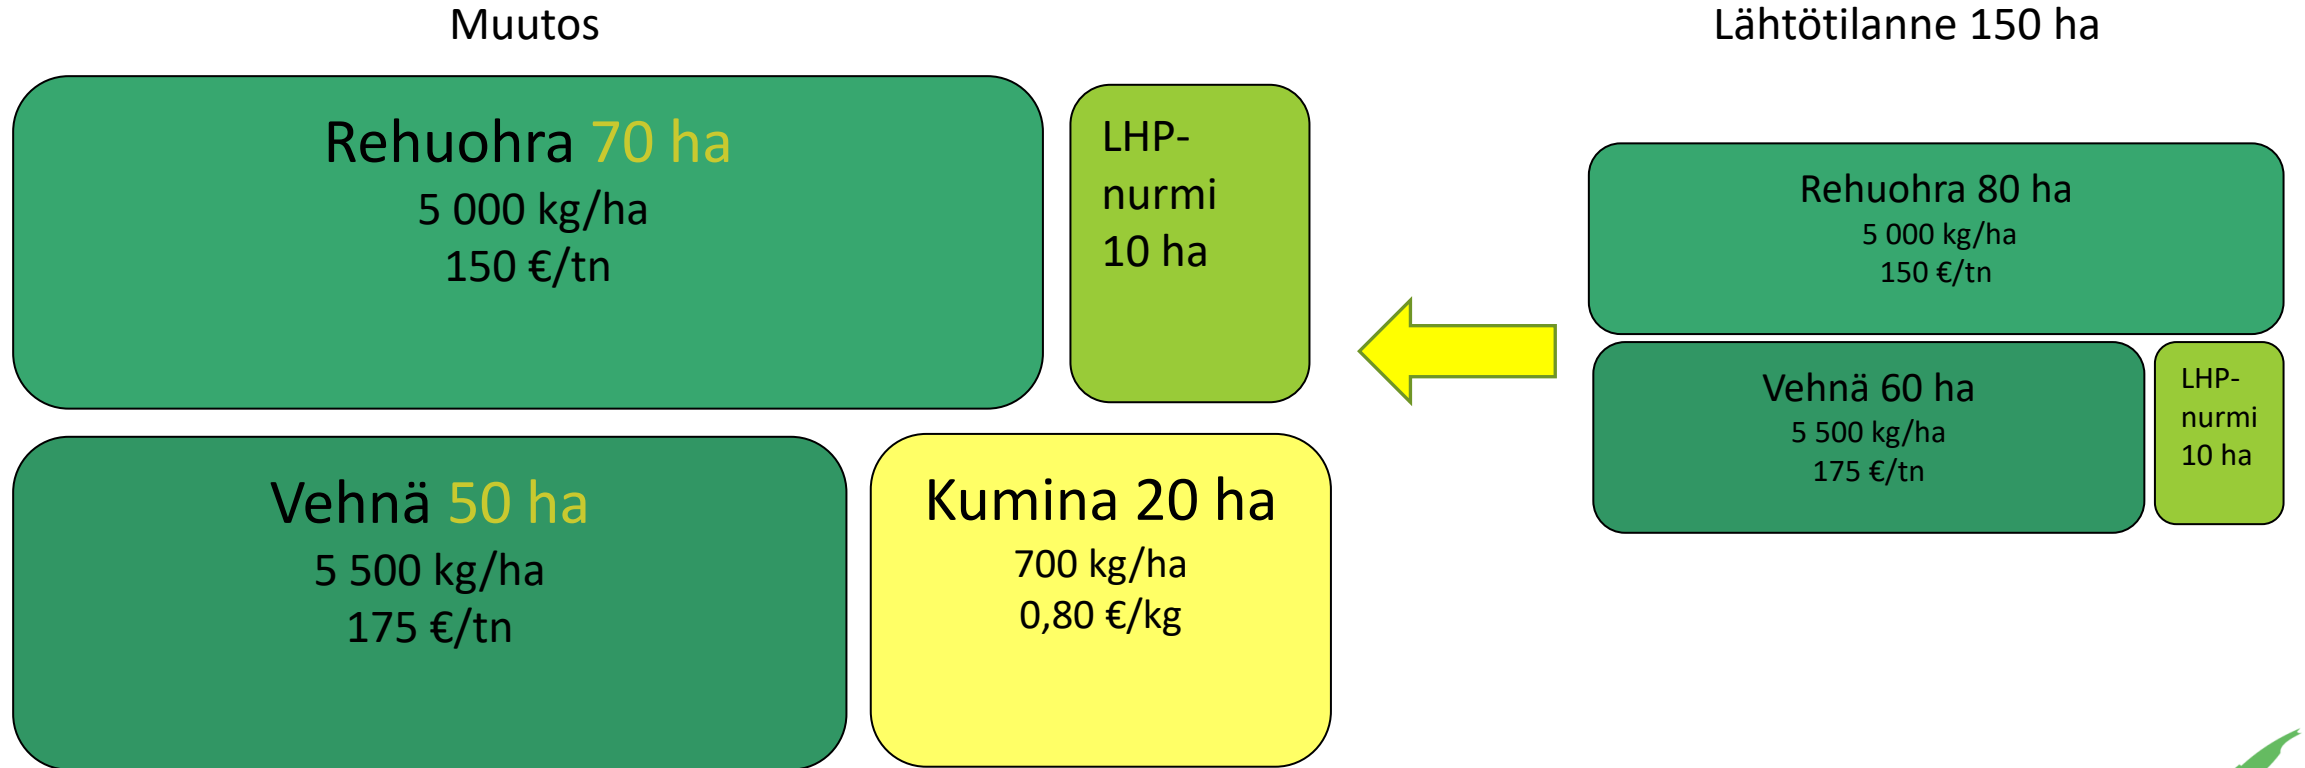 Muutos
Rehuohra 70 ha
5 000 kg/ha
150 €/tn
LHP-
nurmi
10 ha
Vehnä 50 ha
5 500 kg/ha
175 €/tn
Kumina 20 ha
700 kg/ha
0,80 €/kg
Lähtötilanne 150 ha
Rehuohra 80 ha
5 000 kg/ha
150 €/tn
Vehnä 60 ha
5 500 kg/ha
175 €/tn
LHP-
nurmi
10 ha